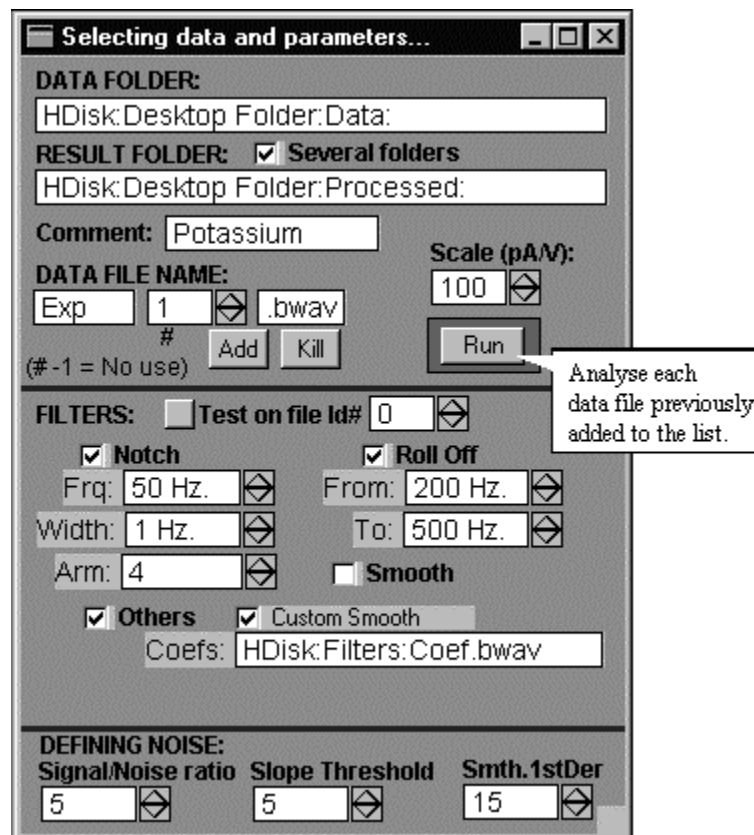 Selecting data and parameters...
DATA FOLDER:
HDisk:Desktop Folder:Data:
RESULT FOLDER: Several folders
HDisk:Desktop Folder:Processed:
Comment: Potassium
Scale (pA/V):
100
DATA FILE NAME:
Exp 1 .bwav
#
(# -1 = No use)
Add Kill
Run
Analyse each
data file previously
added to the list.
FILTERS: Test on file Id# 0
Notch
Frq: 50 Hz.
Width: 1 Hz.
Arm: 4
Roll Off
From: 200 Hz.
To: 500 Hz.
Smooth
Others Custom Smooth
Coefs: HDisk:Filters:Coef.bwav
DEFINING NOISE:
Signal/Noise ratio Slope Threshold Smth.1stDer
5 5 15